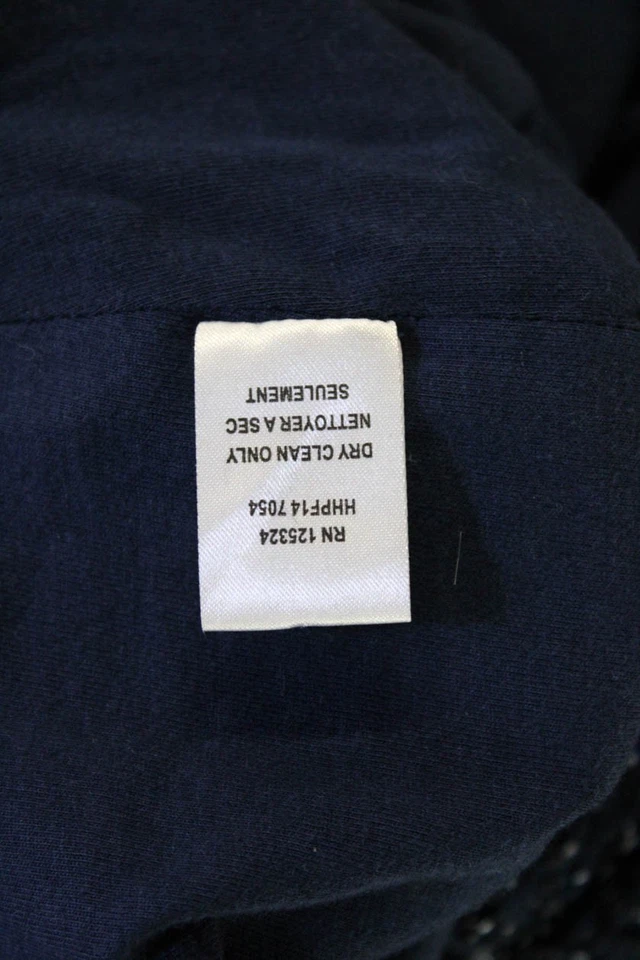 RN 125324
HHPF14 7054
DRY CLEAN ONLY
NETTOYER A SEC
SEULEMENT